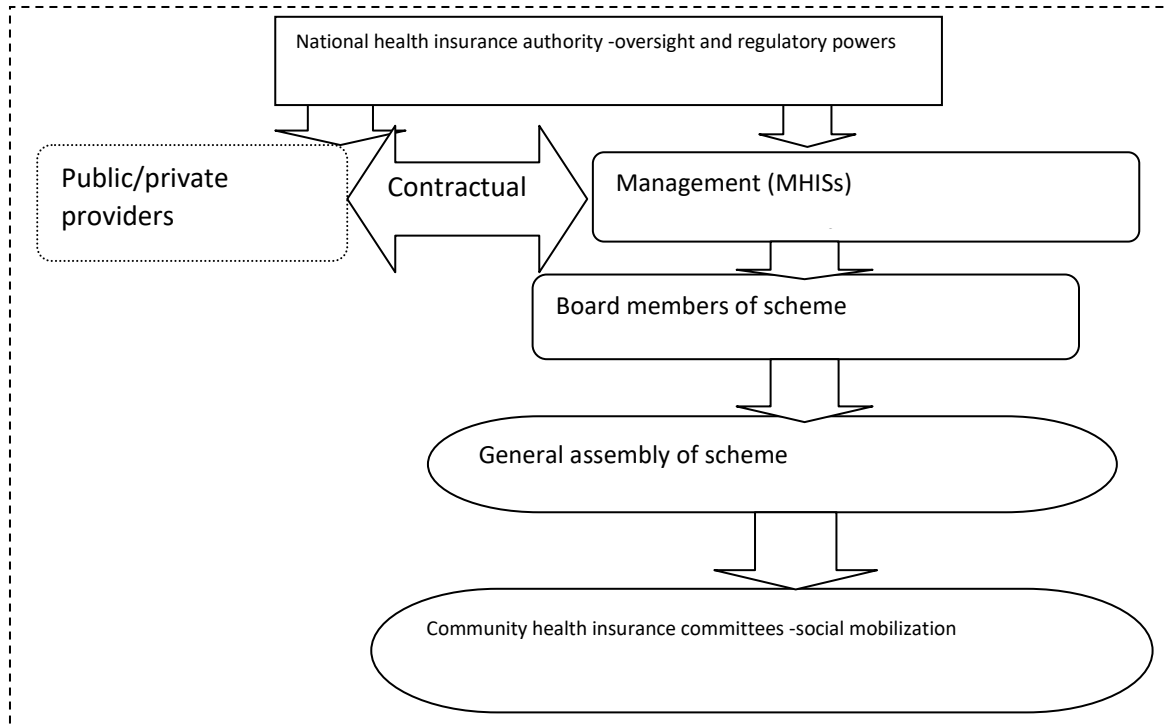 National health insurance authority -oversight and regulatory powers
Public/private
providers
Contractual
Management (MHISs)
Board members of scheme
General assembly of scheme
Community health insurance committees -social mobilization